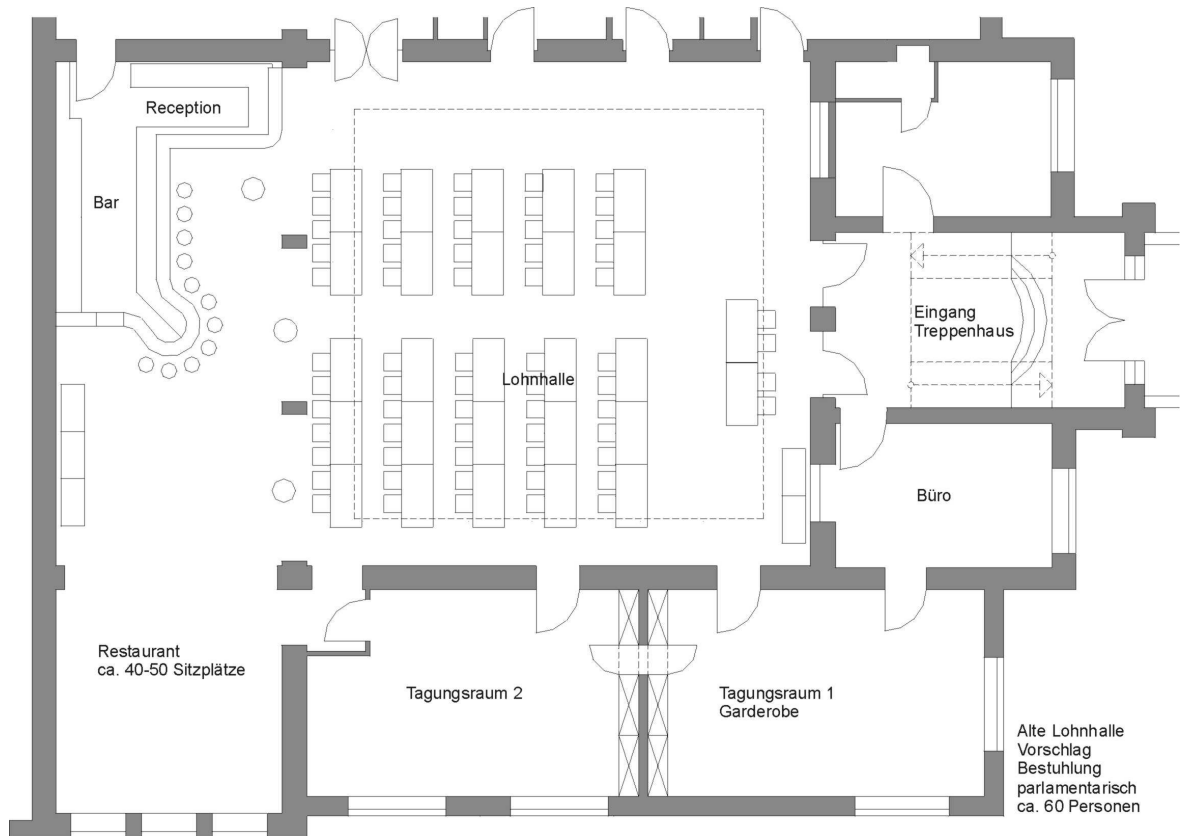 Reception
Bar
Eingang
Treppenhaus
Lohnhalle
Büro
Restaurant
ca. 40-50 Sitzplätze
Tagungsraum 2
Tagungsraum 1
Garderobe
Alte Lohnhalle
Vorschlag
Bestuhlung
parlamentarisch
ca. 60 Personen